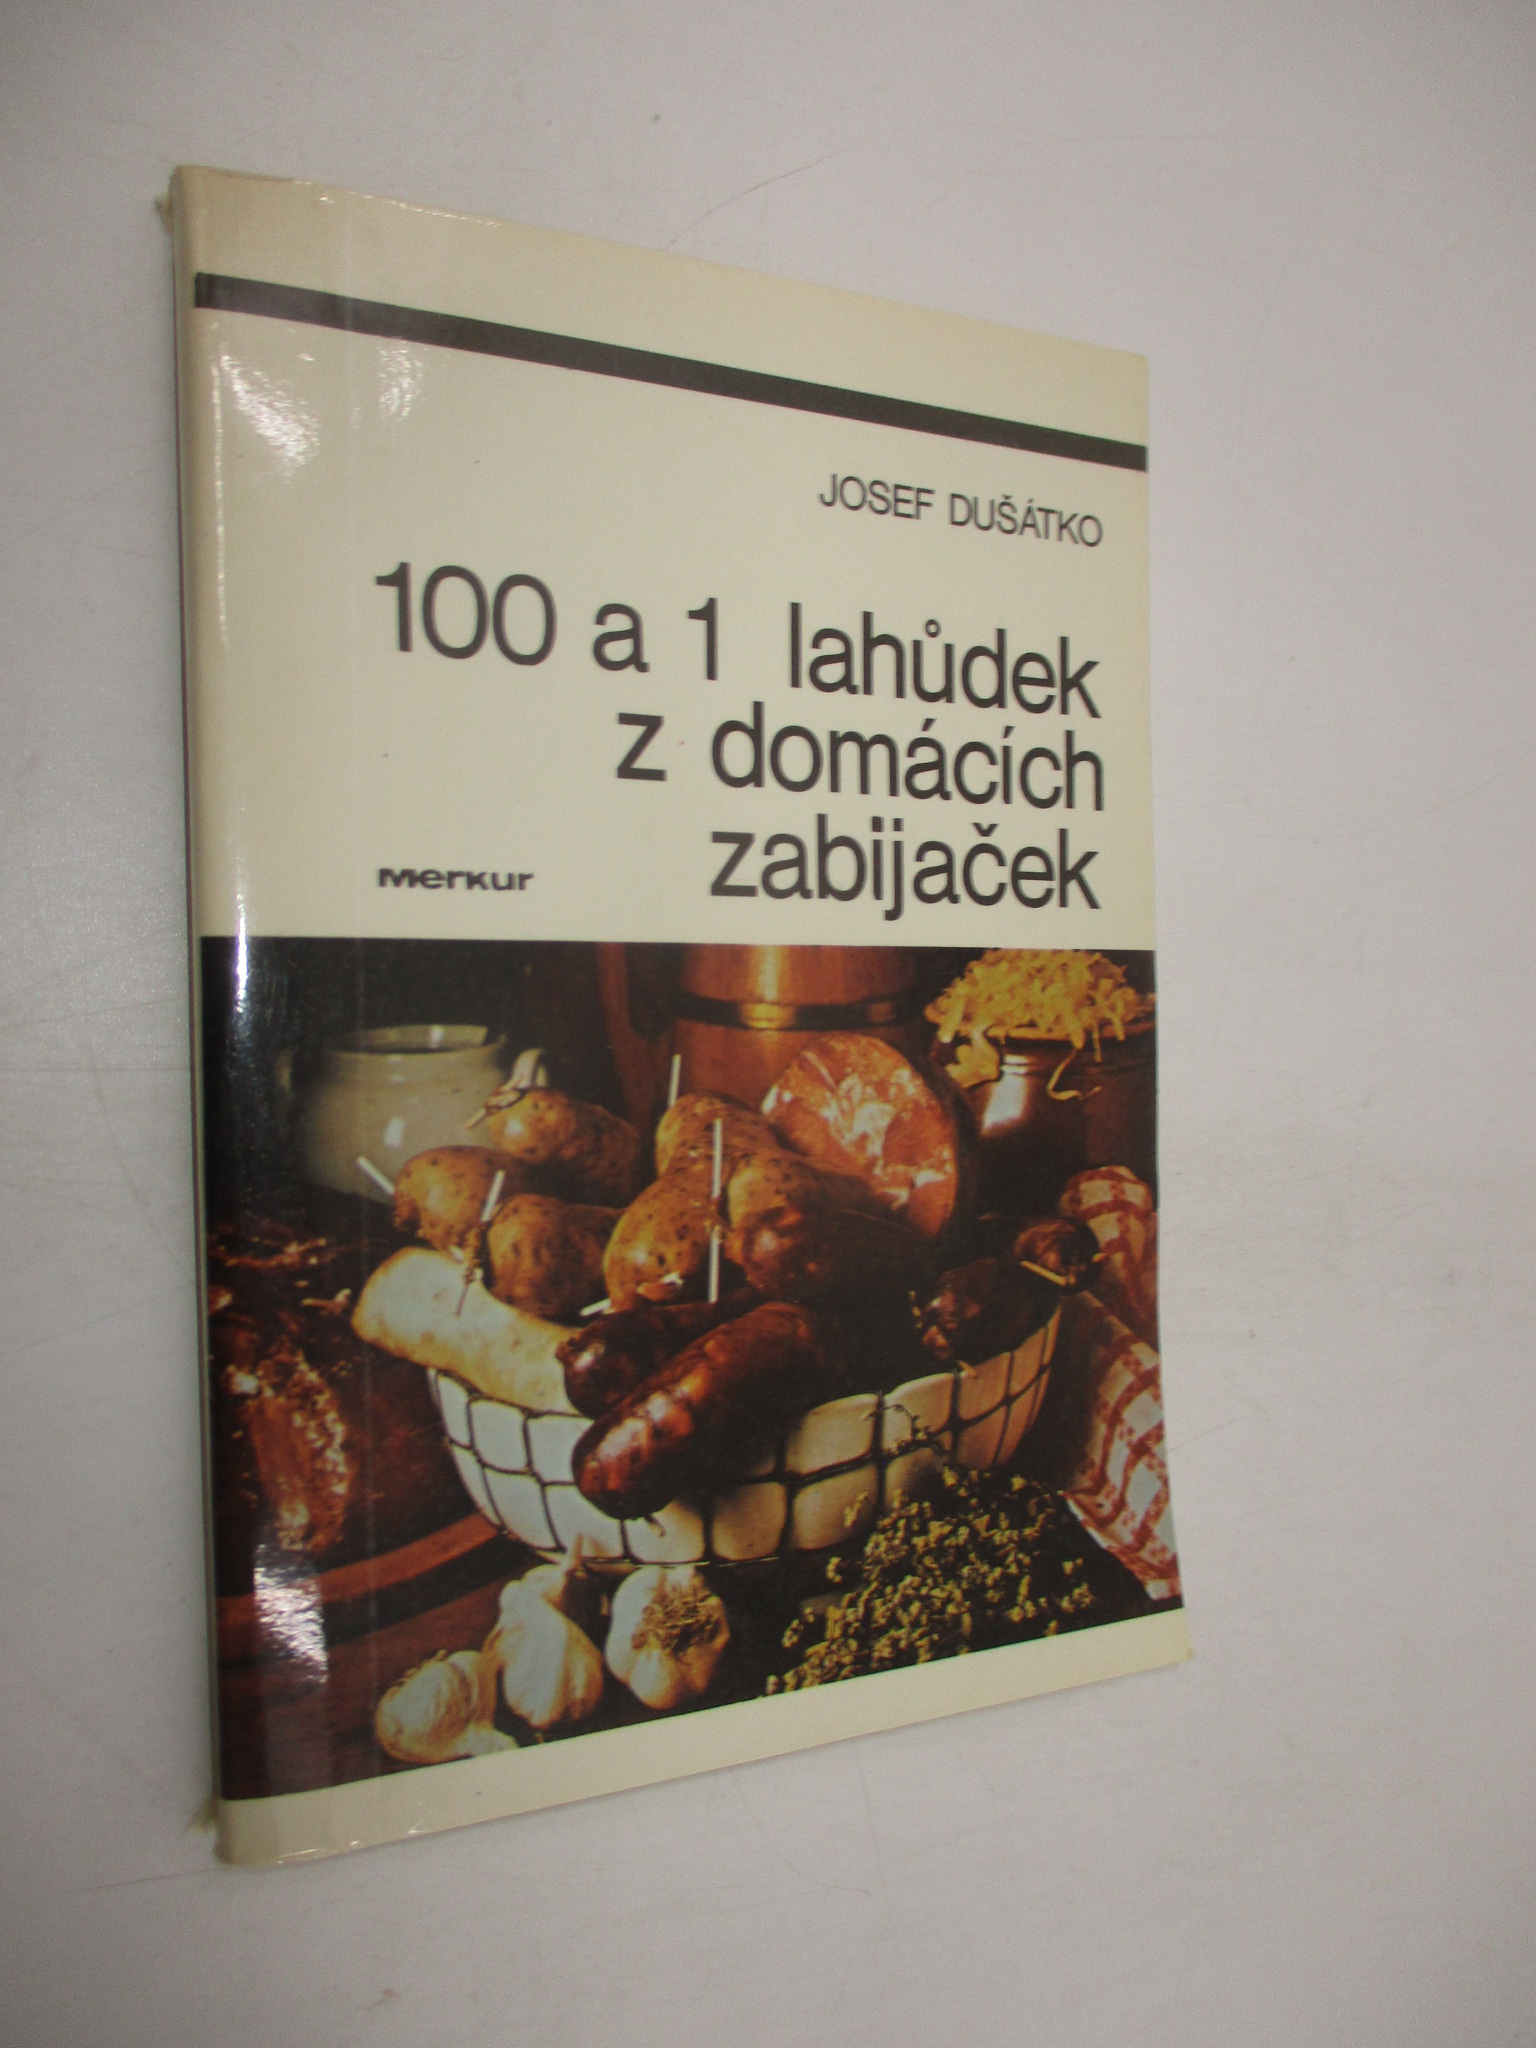 JOSEF DUŠÁTKO
100 a 1 lahůdek
z domácích
zabijaček
Merkur